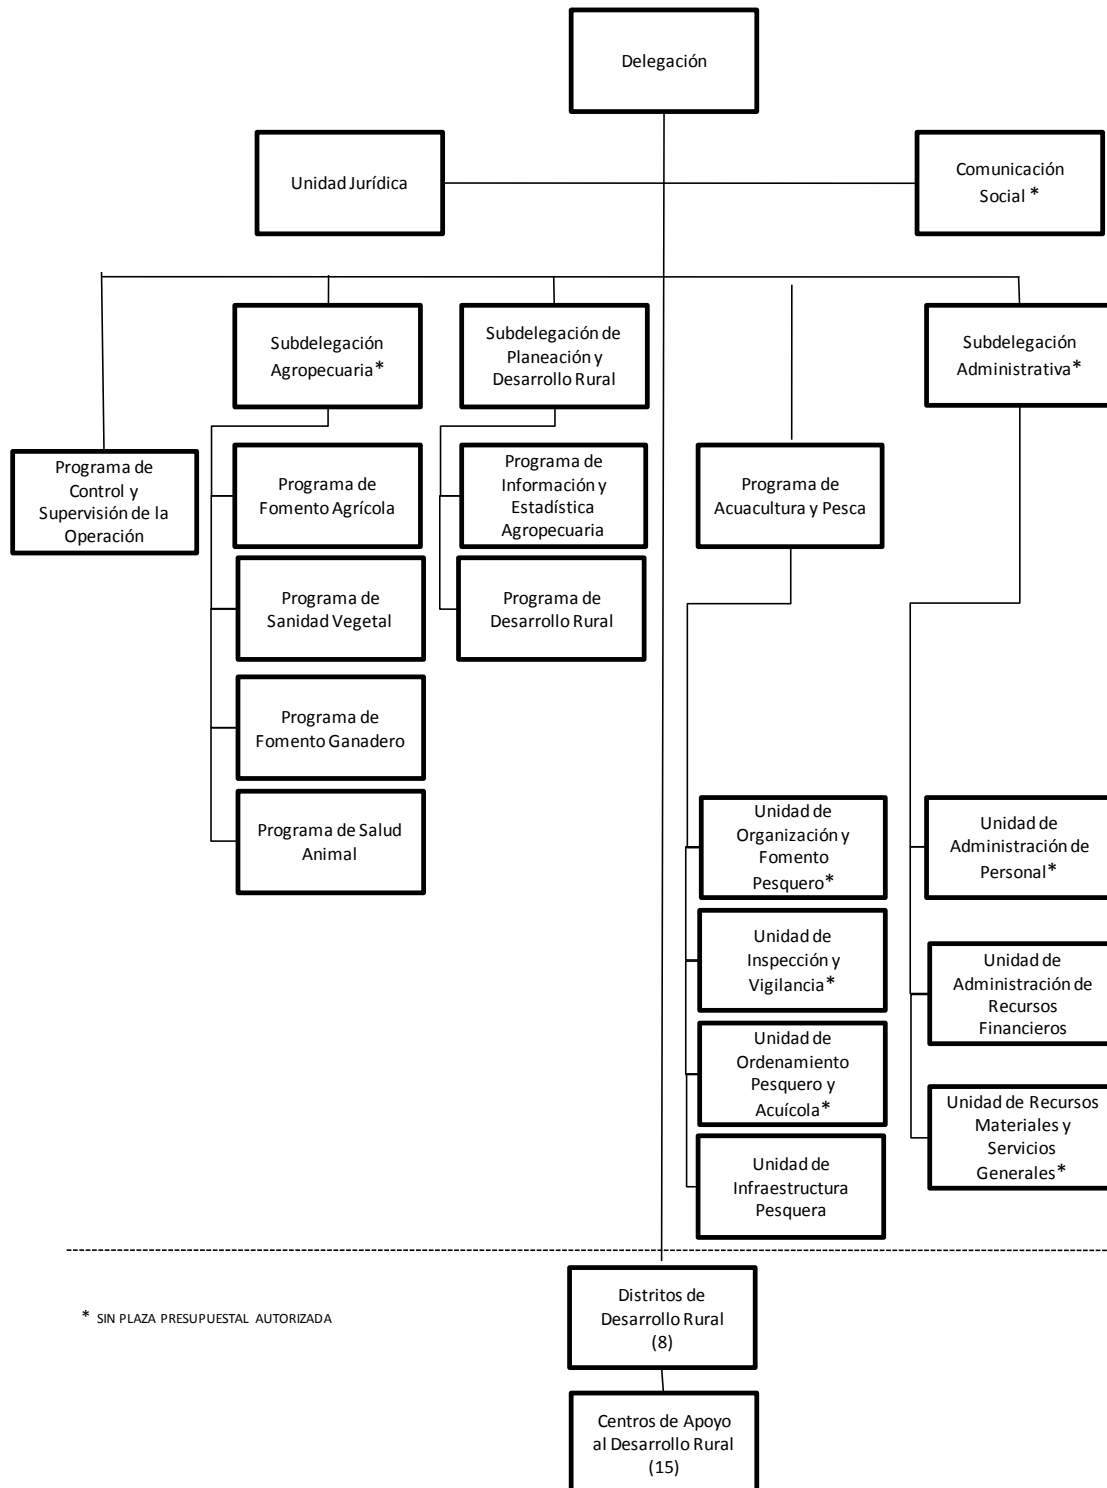 Delegación
Unidad Jurídica
Comunicación
Social *
Subdelegación
Agropecuaria*
Subdelegación de
Planeación y
Desarrollo Rural
Subdelegación
Administrativa*
Programa de
Control y
Supervisión de la
Operación
Programa de
Fomento Agrícola
Programa de
Información y
Estadística
Agropecuaria
Programa de
Acuacultura y Pesca
Programa de
Sanidad Vegetal
Programa de
Desarrollo Rural
Programa de
Fomento Ganadero
Programa de Salud
Animal
Unidad de
Organización y
Fomento
Pesquero*
Unidad de
Administración de
Personal*
Unidad de
Inspección y
Vigilancia*
Unidad de
Administración de
Recursos
Financieros
Unidad de
Ordenamiento
Pesquero y
Acuícola*
Unidad de Recursos
Materiales y
Servicios
Generales*
Unidad de
Infraestructura
Pesquera
* SIN PLAZA PRESUPUESTAL AUTORIZADA
Distritos de
Desarrollo Rural
(8)
Centros de Apoyo
al Desarrollo Rural
(15)